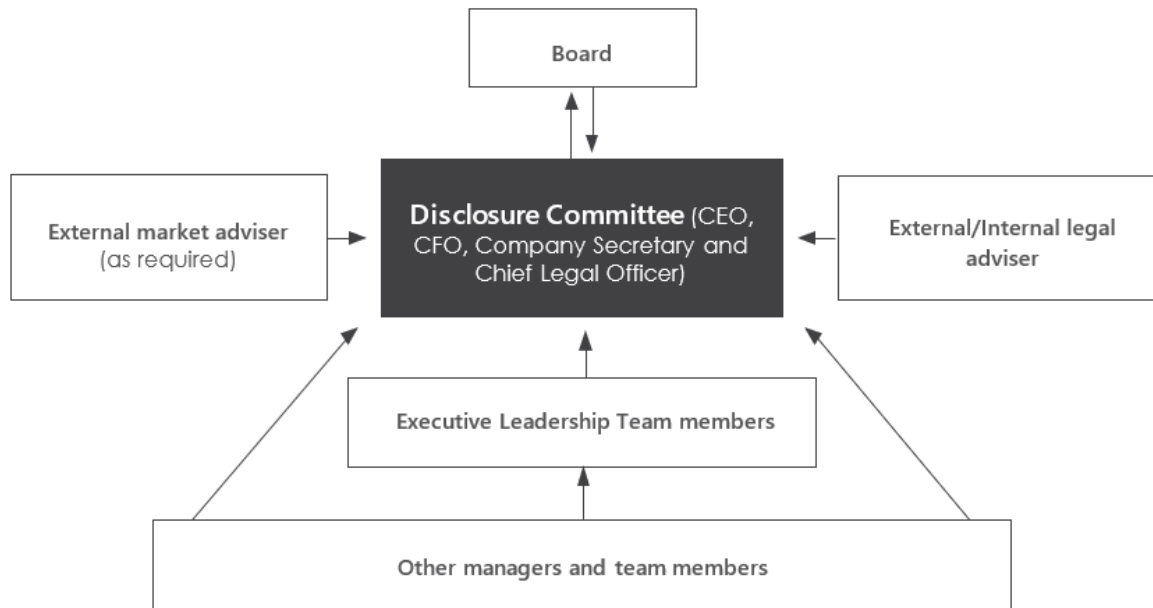 Board
External market adviser
(as required)
Disclosure Committee (CEO,
CFO, Company Secretary and
Chief Legal Officer)
External/Internal legal
adviser
Executive Leadership Team members
Other managers and team members